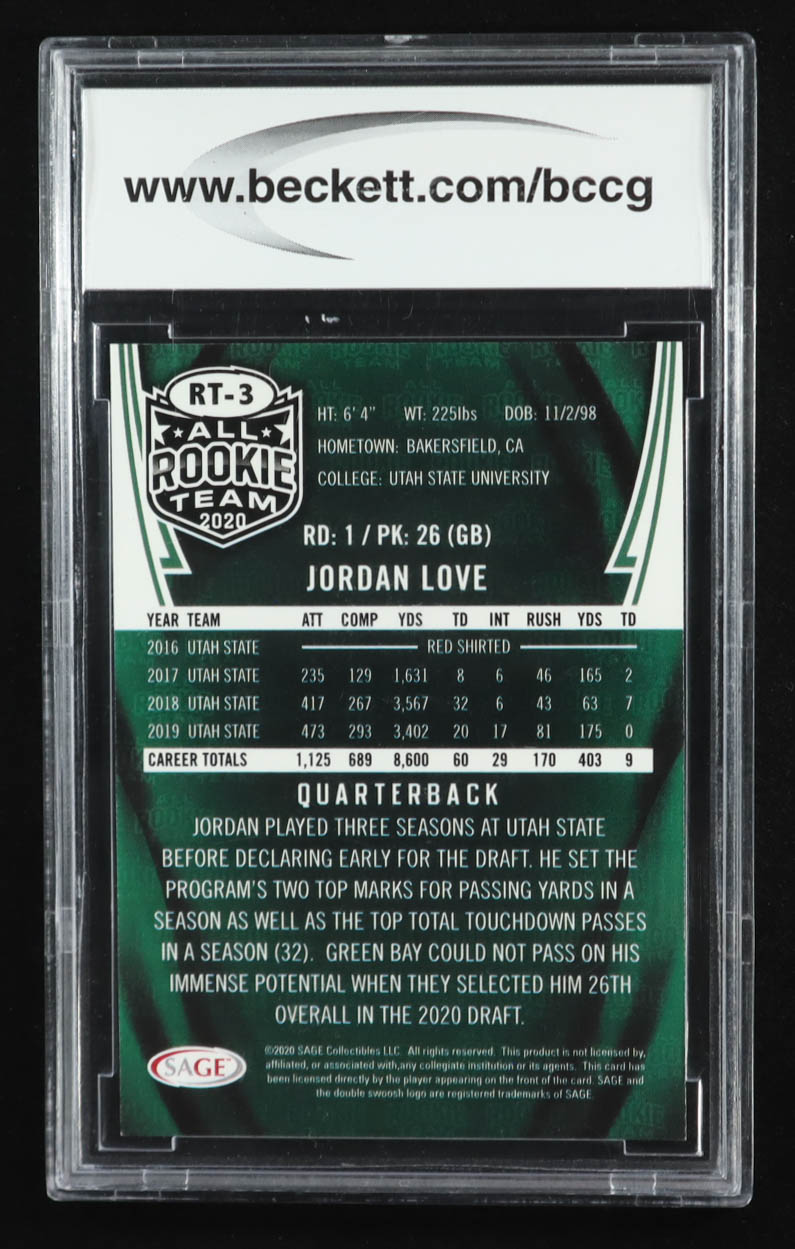 www.beckett.com/bccg
RT-3
ALL
ROOKIE
TEAM
2020
HT: 6' 4" WT: 225lbs DOB: 11/2/98
HOMETOWN: BAKERSFIELD, CA
COLLEGE: UTAH STATE UNIVERSITY
RD: 1 / PK: 26 (GB)
JORDAN LOVE
YEAR TEAM ATT COMP YDS TD INT RUSH YDS TD
2016 UTAH STATE RED SHIRTED
2017 UTAH STATE 235 129 1,631 8 6 46 165 2
2018 UTAH STATE 417 267 3,567 32 6 43 63 7
2019 UTAH STATE 473 293 3,402 20 17 81 175 0
CAREER TOTALS 1,125 689 8,600 60 29 170 403 9
QUARTERBACK
JORDAN PLAYED THREE SEASONS AT UTAH STATE
BEFORE DECLARING EARLY FOR THE DRAFT. HE SET THE
PROGRAM'S TWO TOP MARKS FOR PASSING YARDS IN A
SEASON AS WELL AS THE TOP TOTAL TOUCHDOWN PASSES
IN A SEASON (32). GREEN BAY COULD NOT PASS ON HIS
IMMENSE POTENTIAL WHEN THEY SELECTED HIM 26TH
OVERALL IN THE 2020 DRAFT.
SAGE
©2020 SAGE Collectibles LLC. All rights reserved. This product is not licensed by,
affiliated, or associated with,any collegiate institution or its agents. This card has
been licensed directly by the player appearing on the front of the card. SAGE and
the double swoosh logo are registered trademarks of SAGE.